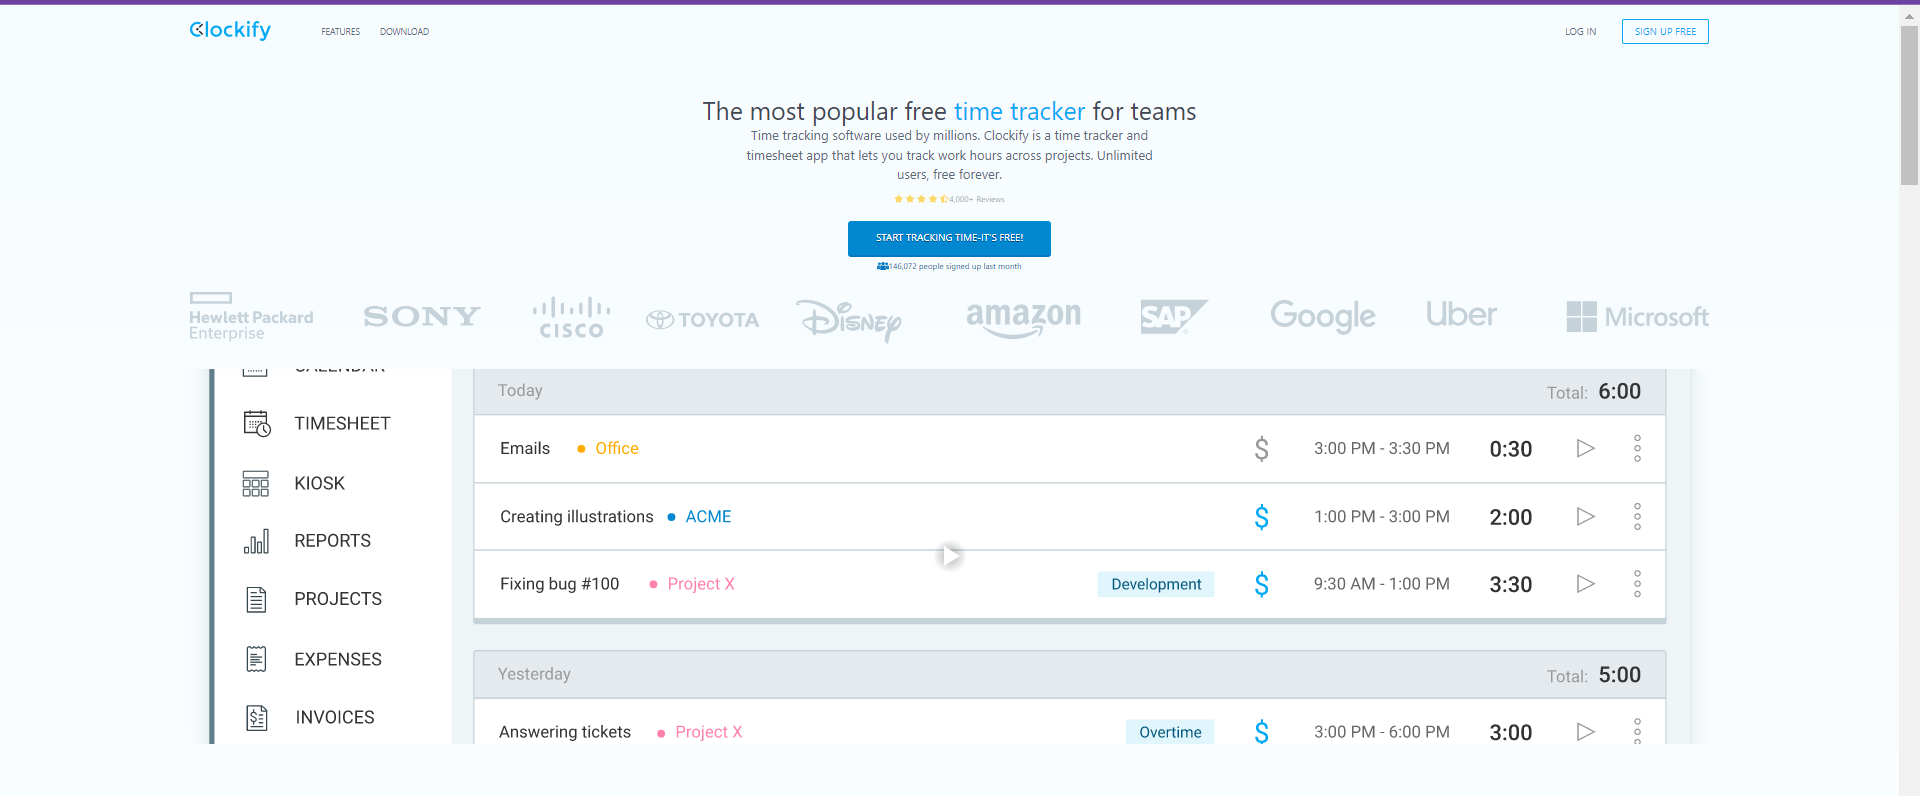 Clockify
FEATURES
DOWNLOAD
LOG IN
SIGN UP FREE
The most popular free time tracker for teams
Time tracking software used by millions. Clockify is a time tracker and
timesheet app that lets you track work hours across projects. Unlimited
users, free forever.
4,000+ Reviews
START TRACKING TIME-IT'S FREE!
146,072 people signed up last month
Hewlett Packard
Enterprise
SONY
CISCO
TOYOTA
Disney
amazon
SAP
Google
Uber
Microsoft
CALENDAR
TIMESHEET
KIOSK
REPORTS
PROJECTS
EXPENSES
INVOICES
Today Total: 6:00
Emails Office $ 3:00 PM - 3:30 PM 0:30
Creating illustrations ACME $ 1:00 PM - 3:00 PM 2:00
Fixing bug #100 Project X Development $ 9:30 AM - 1:00 PM 3:30
Yesterday Total: 5:00
Answering tickets Project X Overtime $ 3:00 PM - 6:00 PM 3:00